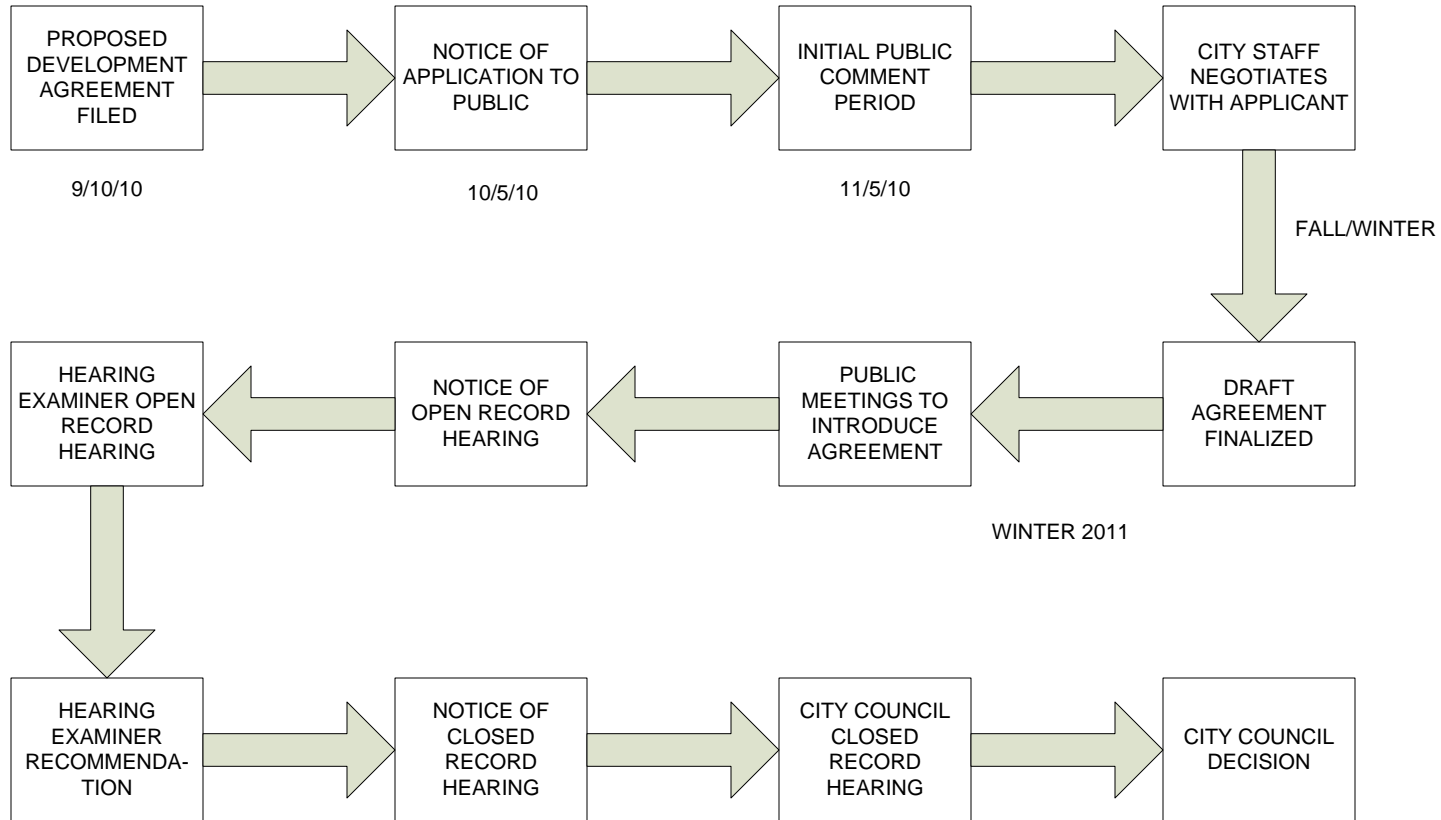 PROPOSED
DEVELOPMENT
AGREEMENT
FILED
NOTICE OF
APPLICATION TO
PUBLIC
INITIAL PUBLIC
COMMENT
PERIOD
CITY STAFF
NEGOTIATES
WITH APPLICANT
9/10/10
10/5/10
11/5/10
FALL/WINTER
HEARING
EXAMINER OPEN
RECORD
HEARING
NOTICE OF
OPEN RECORD
HEARING
PUBLIC
MEETINGS TO
INTRODUCE
AGREEMENT
DRAFT
AGREEMENT
FINALIZED
WINTER 2011
HEARING
EXAMINER
RECOMMENDA-
TION
NOTICE OF
CLOSED
RECORD
HEARING
CITY COUNCIL
CLOSED
RECORD
HEARING
CITY COUNCIL
DECISION